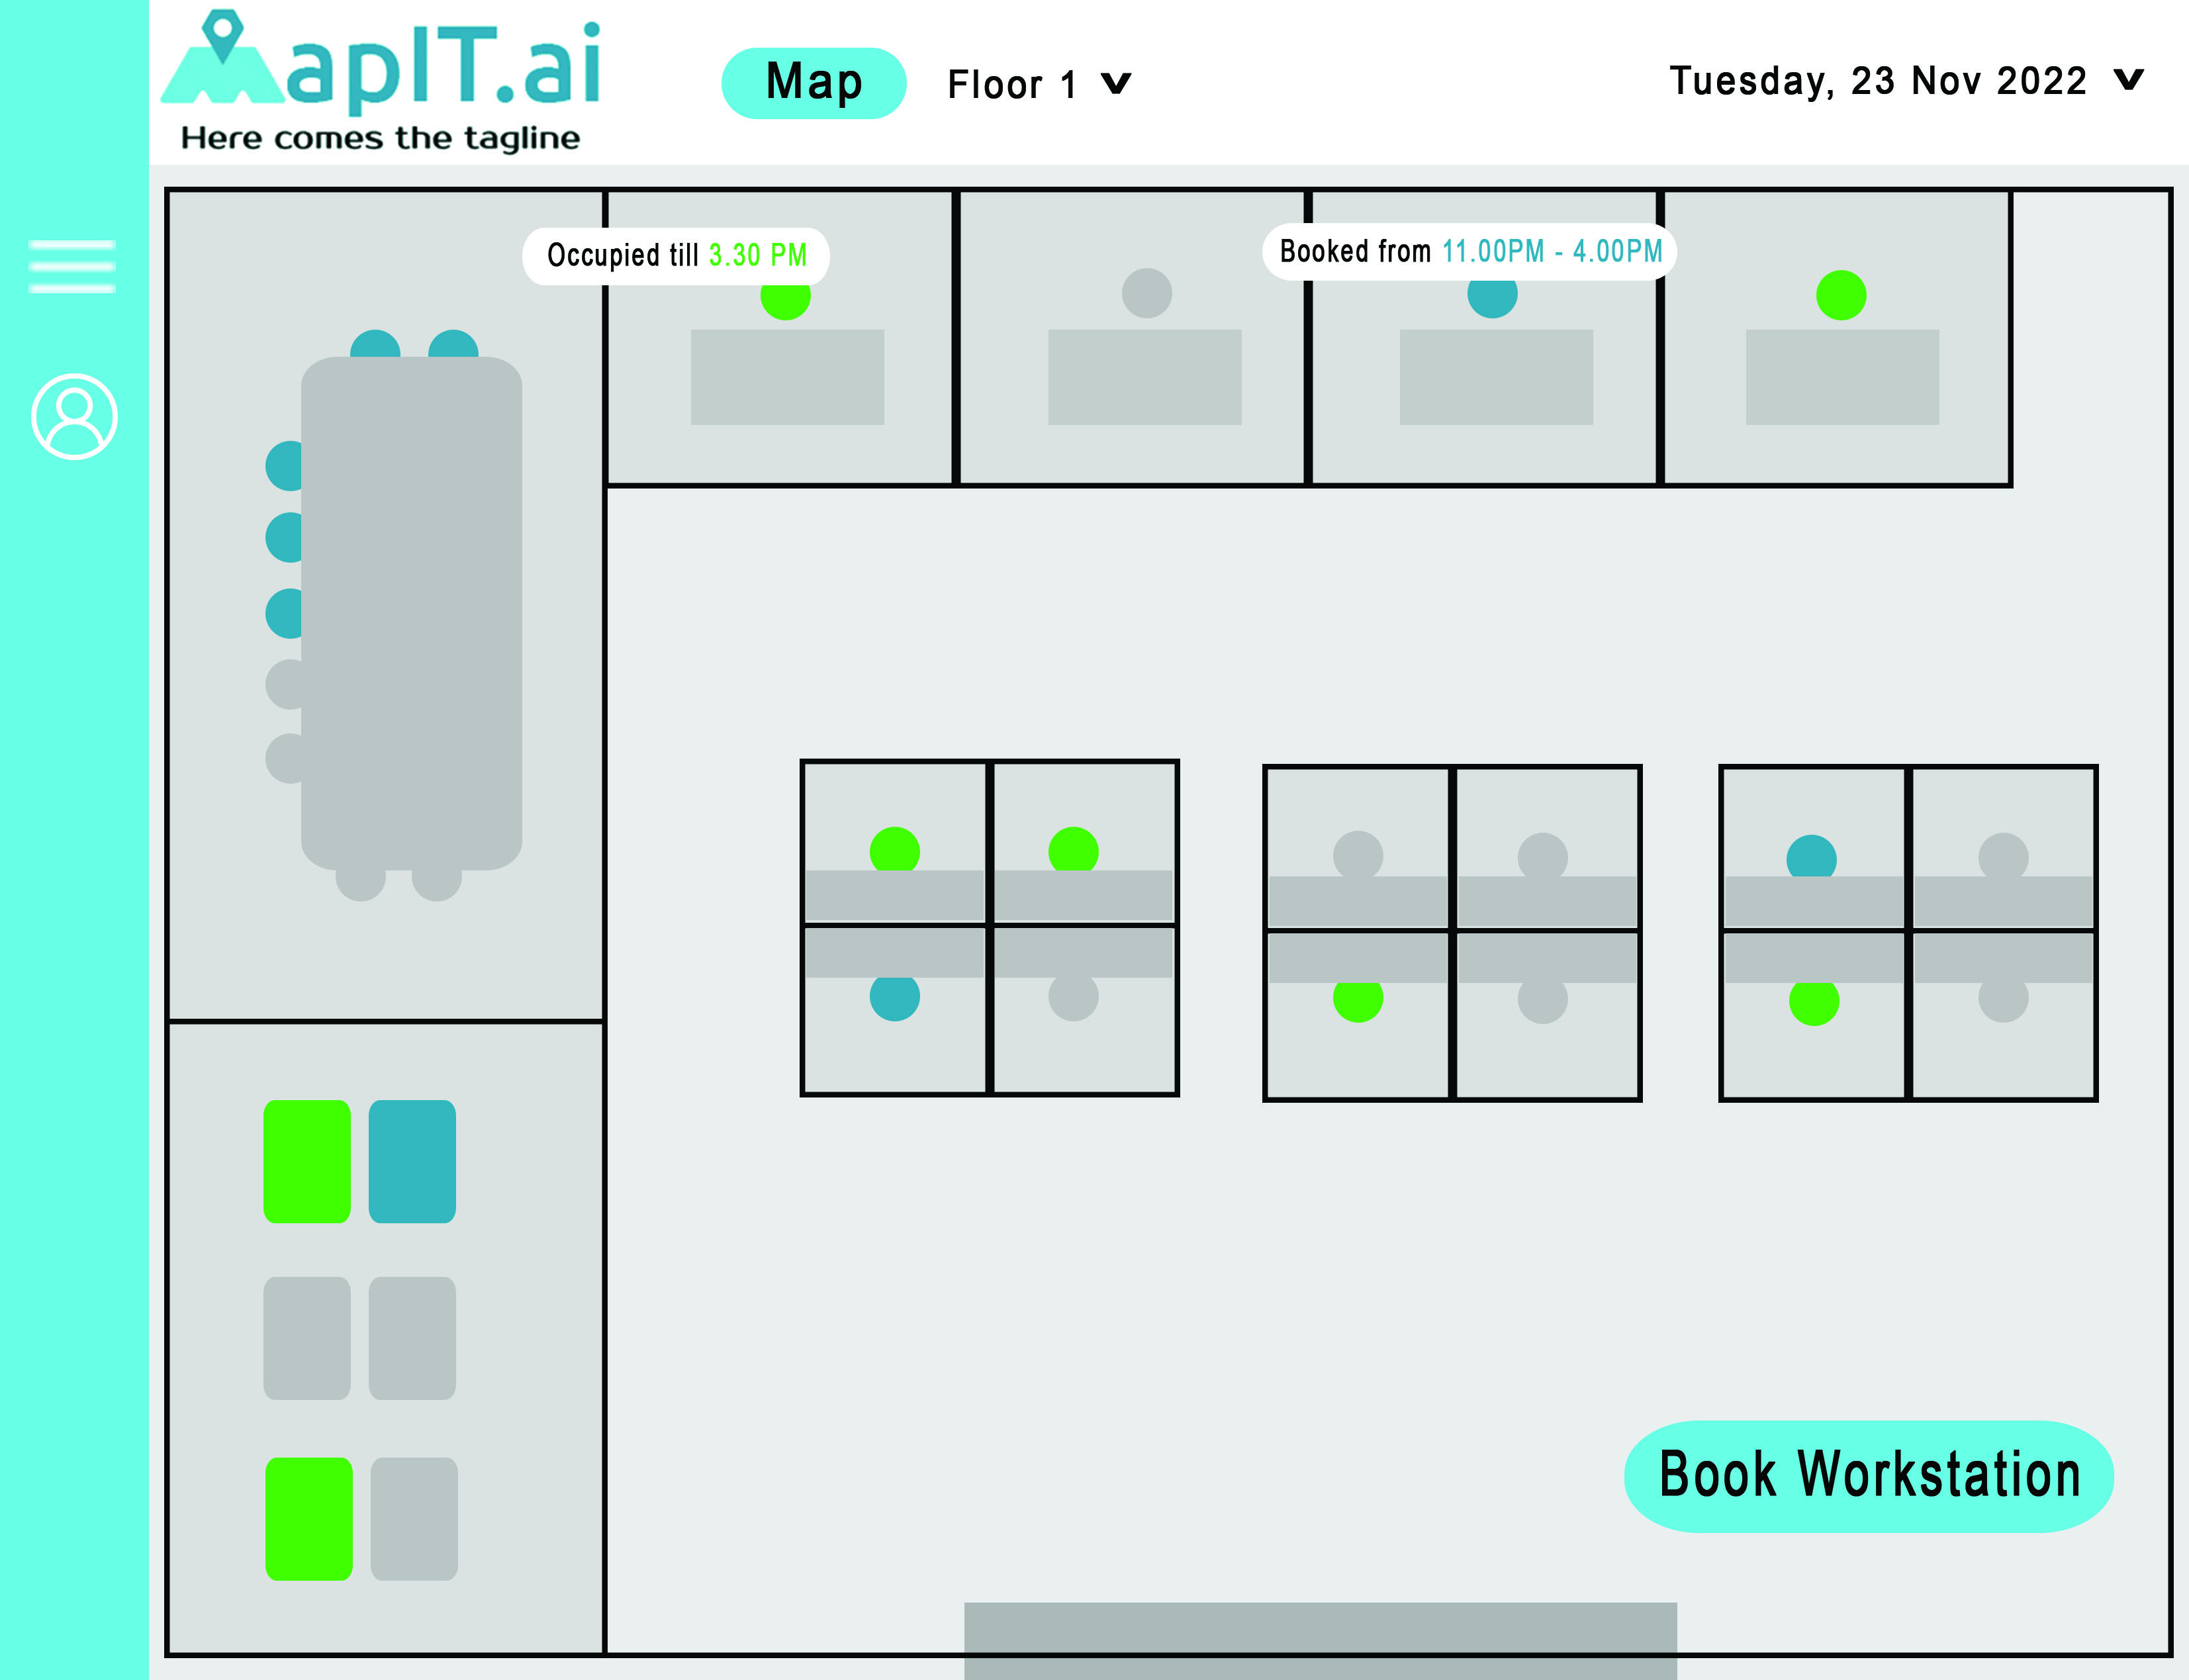 MapIT.ai
Here comes the tagline
Map
Floor 1
Tuesday, 23 Nov 2022
Occupied till 3.30 PM
Booked from 11.00PM - 4.00PM
Book Workstation